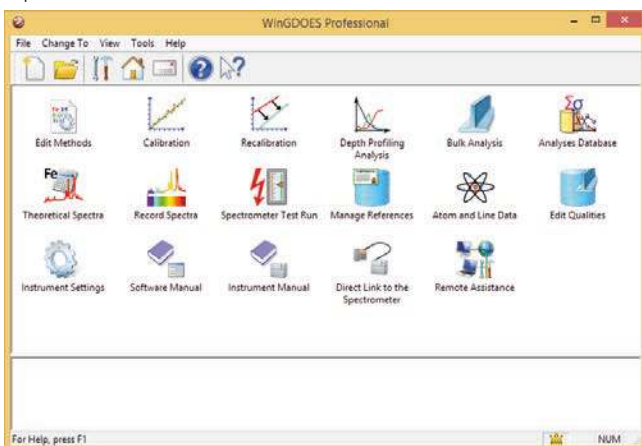 WinGDOES Professional
File Change To View Tools Help
Edit Methods
Calibration
Recalibration
Depth Profiling
Analysis
Bulk Analysis
Σσ
Analyses Database
Fe
Theoretical Spectra
Record Spectra
Spectrometer Test Run
Manage References
Atom and Line Data
Edit Qualities
Instrument Settings
Software Manual
Instrument Manual
Direct Link to the
Spectrometer
Remote Assistance
For Help, press F1
NUM